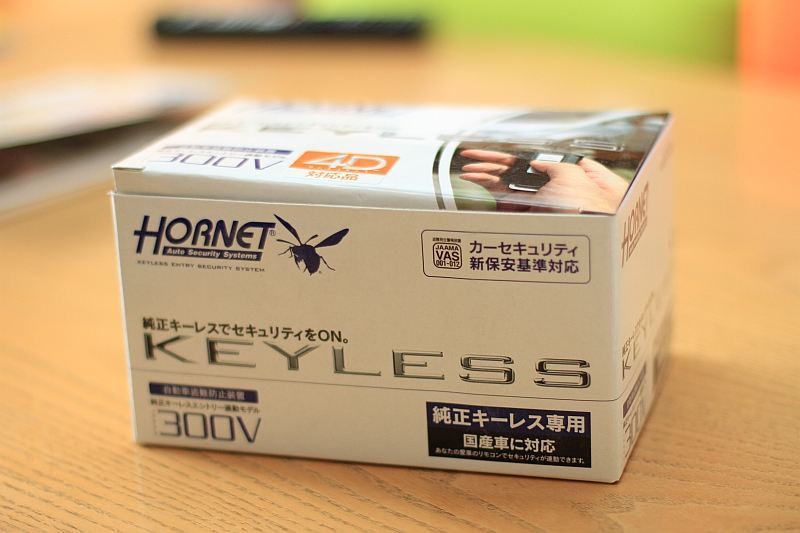 4D
対応品
HORNET®
Auto Security Systems
KEYLESS ENTRY SECURITY SYSTEM
JAAMA
VAS
001-012
カーセキュリティ
新保安基準対応
純正キーレスでセキュリティをON。
KEYLESS
自動車盗難防止装置
純正キーレスエントリー連動モデル
300V
純正キーレス専用
国産車に対応
あなたの愛車のリモコンでセキュリティが連動できます。
HORNET